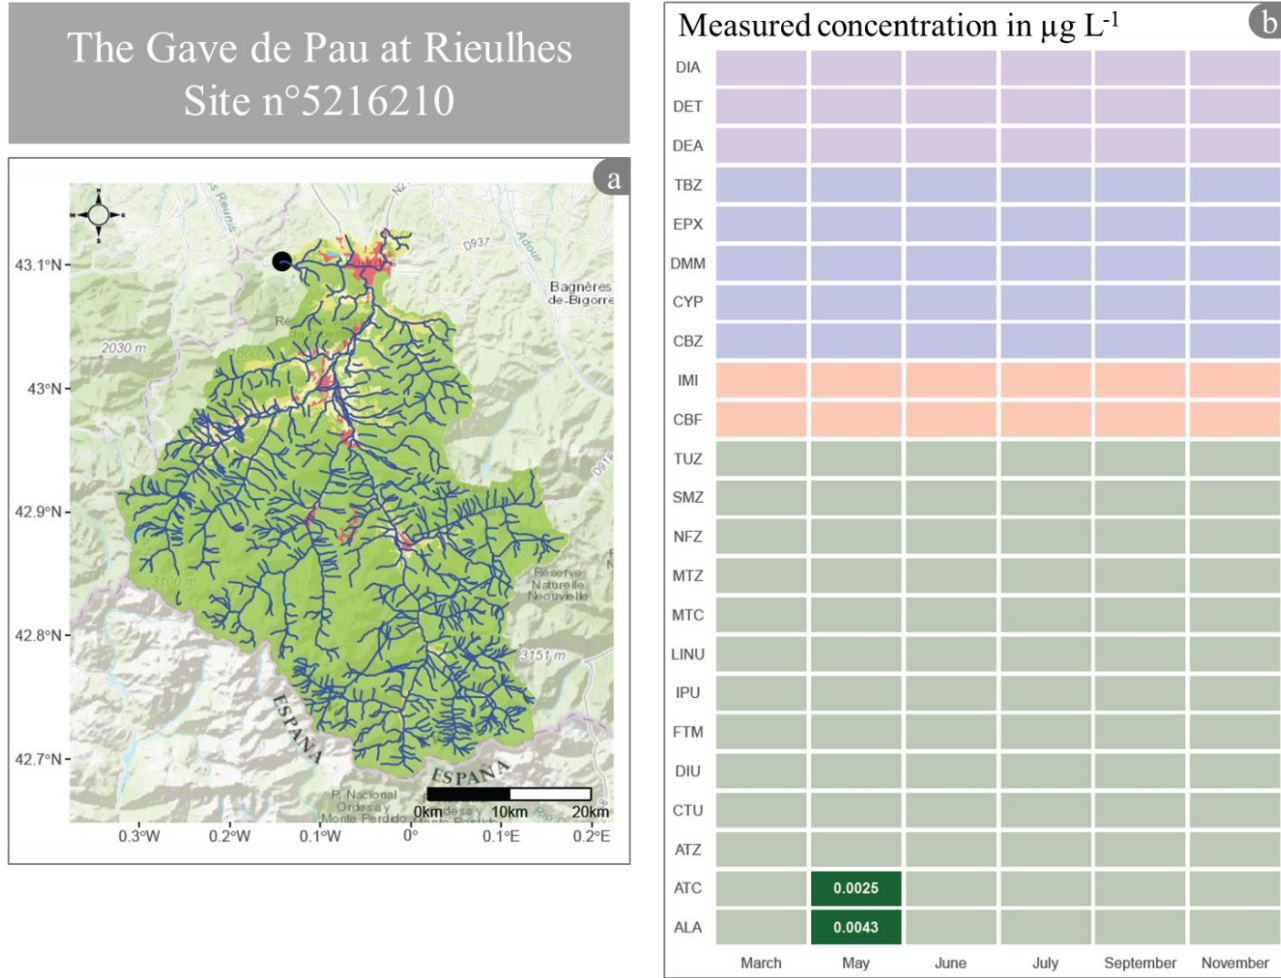 The Gave de Pau at Rieulhes
Site n°5216210
a
43.1°N
43°N
42.9°N
42.8°N
42.7°N
D937
Adour
Bagnères
de-Bigorre
2030 m
D918
3100 m
Réserve
Naturelle
Néouvielle
3151 m
ESPAÑA
ESPAÑA
P. Nacional
Ordesa y
Monte Perdido
0km
10km
20km
0.3°W
0.2°W
0.1°W
0°
0.1°E
0.2°E
Measured concentration in µg L-1
b
DIA
DET
DEA
TBZ
EPX
DMM
CYP
CBZ
IMI
CBF
TUZ
SMZ
NFZ
MTZ
MTC
LINU
IPU
FTM
DIU
CTU
ATZ
ATC
0.0025
ALA
0.0043
March
May
June
July
September
November